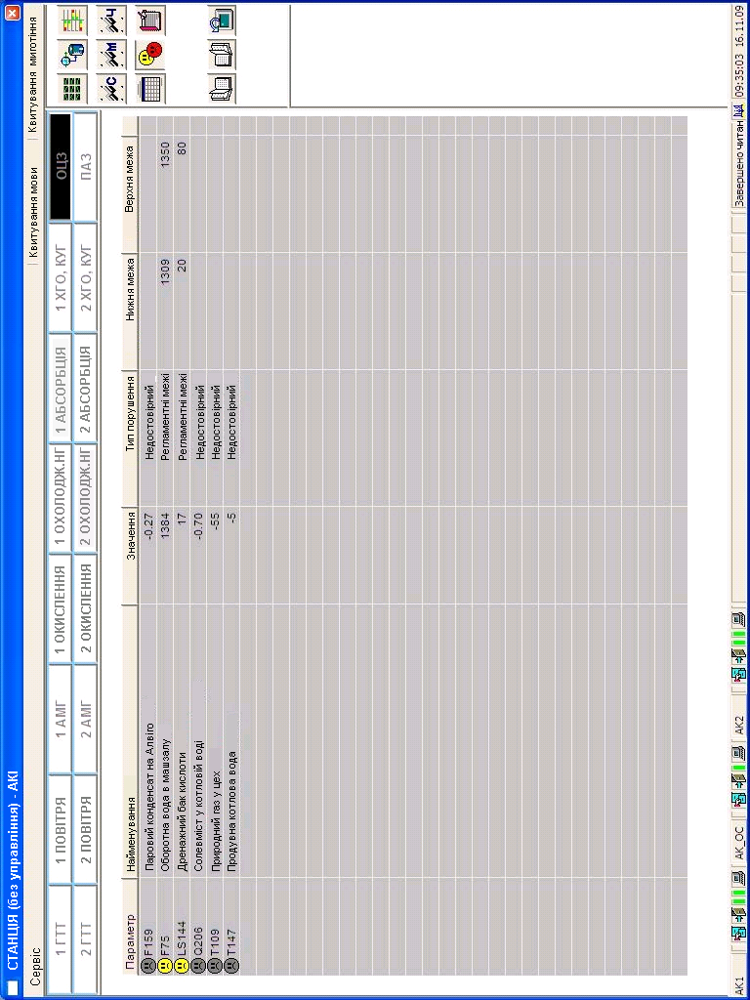 СТАНЦІЯ (без управління) - АКІ
Сервіс Квитування мови Квитування миготіння
1 ГТТ 1 ПОВІТРЯ 1 АМГ 1 ОКИСЛЕННЯ 1 ОХОЛОДЖ.НГ 1 АБСОРБЦІЯ 1 ХГО, КУГ ОЦЗ
2 ГТТ 2 ПОВІТРЯ 2 АМГ 2 ОКИСЛЕННЯ 2 ОХОЛОДЖ.НГ 2 АБСОРБЦІЯ 2 ХГО, КУГ ПАЗ
С М Ч
Параметр Найменування Значення Тип порушення Нижня межа Верхня межа
F159 Паровий конденсат на Алвіго -0.27 Недостовірний
F75 Оборотна вода в машзалу 1384 Регламентні межі 1309 1350
LS144 Дренажний бак кислоти 17 Регламентні межі 20 80
Q206 Солевміст у котловій воді -0.70 Недостовірний
T109 Природний газ у цех -55 Недостовірний
T147 Продувна котлова вода -5 Недостовірний
АК1 АК_ОС АК2 Завершено читан 09:35:03 16.11.09